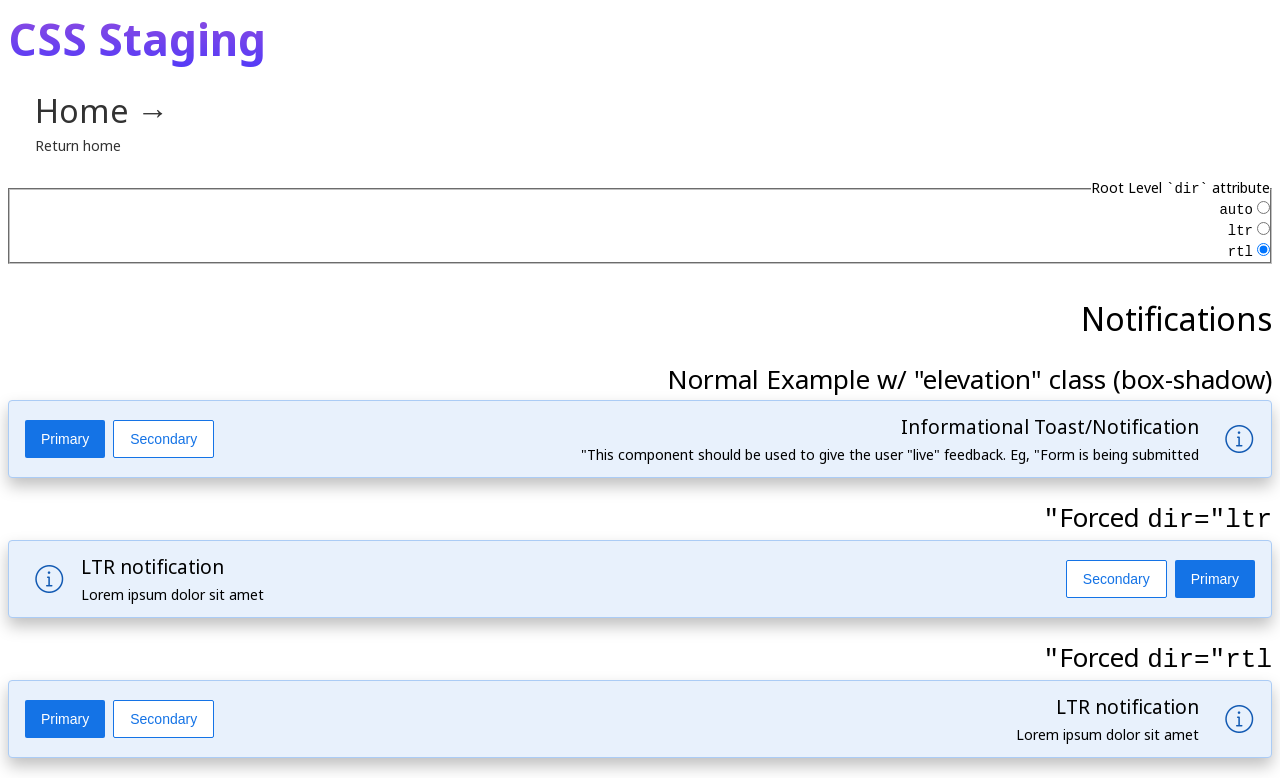 CSS Staging
Home →
Return home
Root Level `dir` attribute
auto
ltr
rtl
Notifications
Normal Example w/ "elevation" class (box-shadow)
Primary
Secondary
Informational Toast/Notification
"This component should be used to give the user "live" feedback. Eg, "Form is being submitted
"Forced dir="ltr
LTR notification
Lorem ipsum dolor sit amet
Secondary
Primary
"Forced dir="rtl
Primary
Secondary
LTR notification
Lorem ipsum dolor sit amet